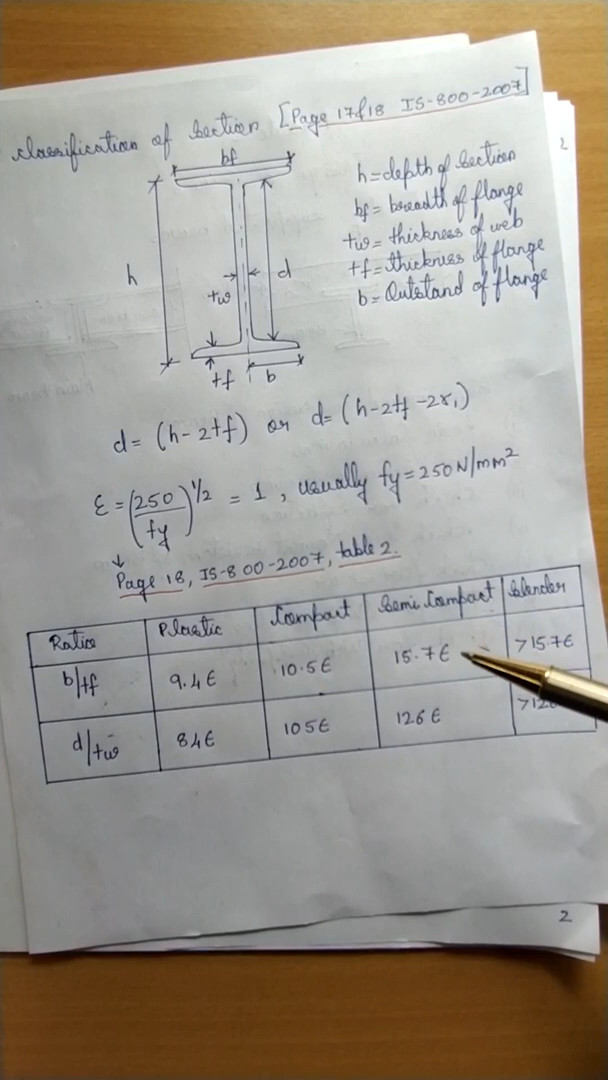 Classification of Section [Page 17&18 IS-800-2007]
bf
h
tw
d
tf
b
h = depth of Section
bf = breadth of flange
tw = thickness of web
tf = thickness of flange
b = Outstand of flange
d = (h-2tf) or d = (h-2tf-2r₁)
ε = (250/fy)^1/2 = 1, usually fy = 250 N/mm²
↓
Page 18, IS-800-2007, table 2.
Ratio Plastic Compact Semi Compact Slender
b/tf 9.4ε 10.5ε 15.7ε >15.7ε
d/tw 84ε 105ε 126ε
2
2